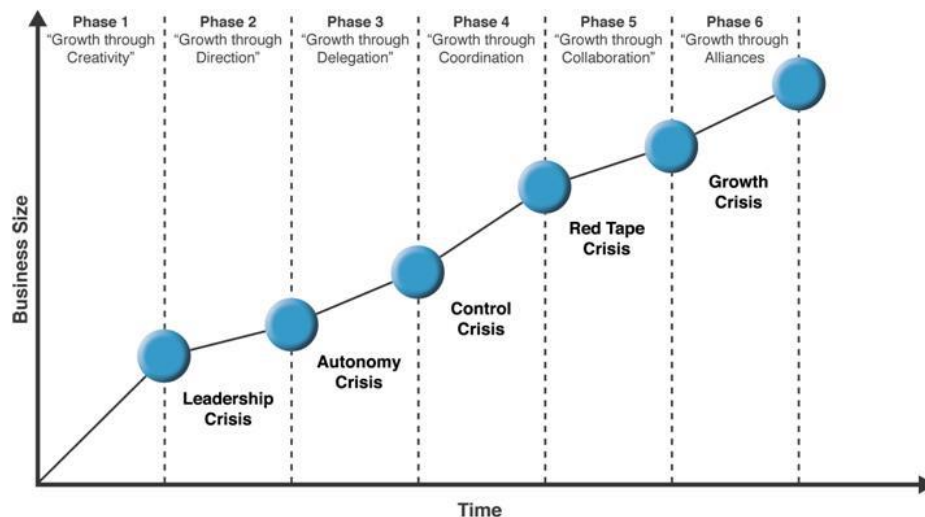 Phase 1
“Growth through
Creativity”
Phase 2
“Growth through
Direction”
Phase 3
“Growth through
Delegation”
Phase 4
“Growth through
Coordination
Phase 5
“Growth through
Collaboration”
Phase 6
“Growth through
Alliances
Business Size
Leadership
Crisis
Autonomy
Crisis
Control
Crisis
Red Tape
Crisis
Growth
Crisis
Time